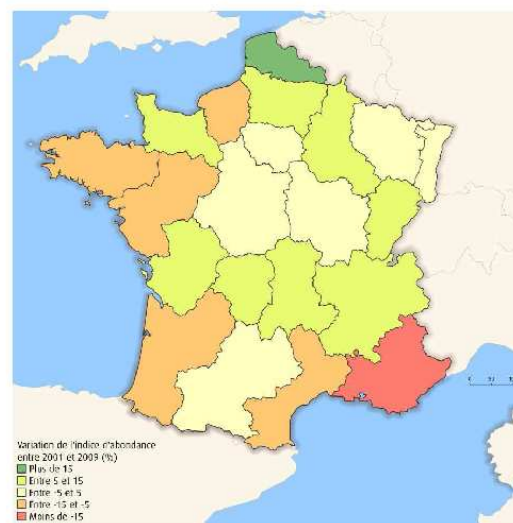 Variation de l'indice d'abondance
entre 2001 et 2009 (%)
Plus de 15
Entre 5 et 15
Entre -5 et 5
Entre -15 et -5
Moins de -15
0